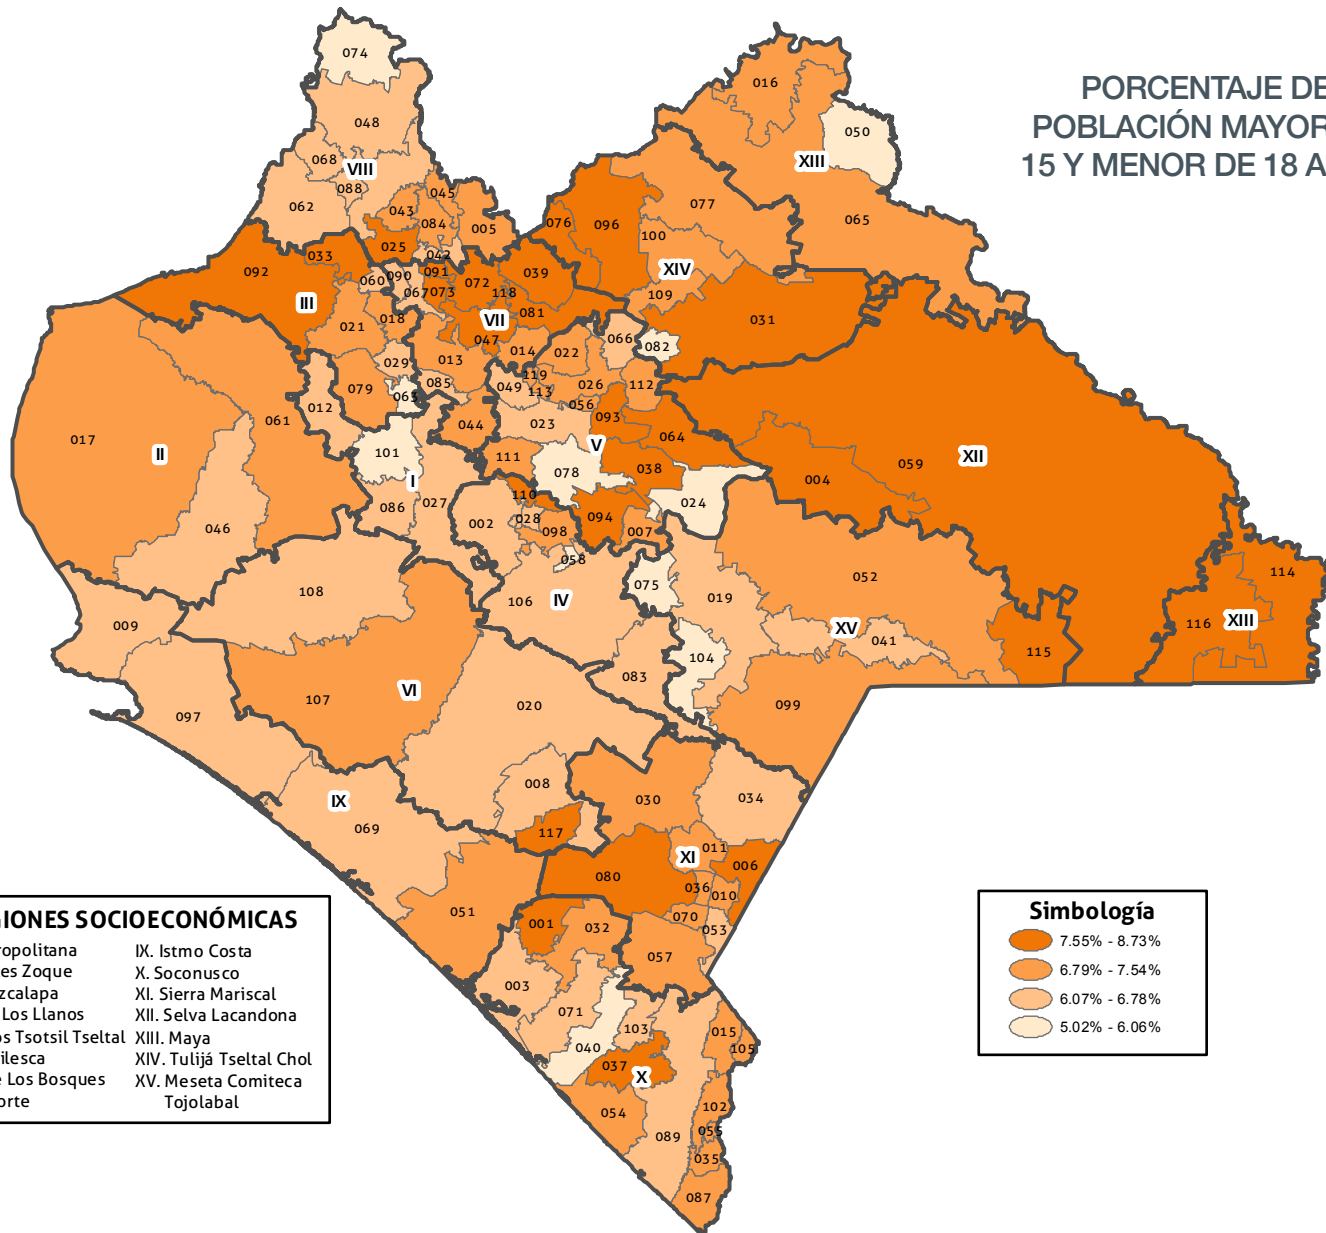 PORCENTAJE DE
POBLACIÓN MAYOR
15 Y MENOR DE 18 A
074
016
048
050
068
VIII
XIII
088
045
062
043
077
084
005
065
076
096
025
100
042
033
092
090
091
039
XIV
060
072
067
073
118
109
III
018
081
031
VII
021
047
066
082
014
022
029
013
119
085
049
026
112
079
063
113
012
056
093
061
044
023
064
017
V
II
101
111
059
XII
078
038
I
004
110
024
086
027
094
002
028
046
098
007
058
114
052
075
108
106
IV
019
009
116
XIII
XV
041
104
115
083
VI
107
099
020
097
008
034
IX
030
069
117
011
XI
006
080
036
010
051
070
001
032
053
057
003
071
103
015
040
105
037
X
102
054
055
089
035
087
GIONES SOCIOECONÓMICAS
ropolitana
es Zoque
zcalapa
Los Llanos
os Tsotsil Tseltal
ilesca
e Los Bosques
orte
IX. Istmo Costa
X. Soconusco
XI. Sierra Mariscal
XII. Selva Lacandona
XIII. Maya
XIV. Tulijá Tseltal Chol
XV. Meseta Comiteca
Tojolabal
Simbología
7.55% - 8.73%
6.79% - 7.54%
6.07% - 6.78%
5.02% - 6.06%